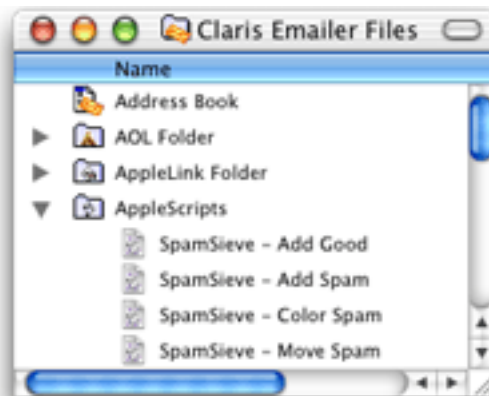 Claris Emailer Files
Name
Address Book
AOL Folder
AppleLink Folder
AppleScripts
SpamSieve – Add Good
SpamSieve – Add Spam
SpamSieve – Color Spam
SpamSieve – Move Spam